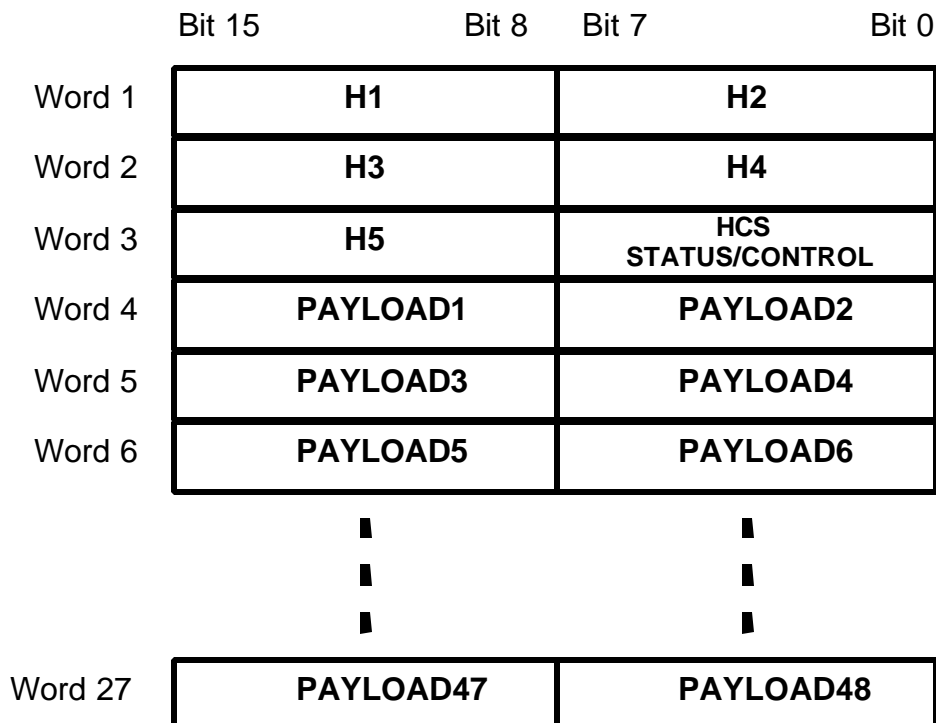 Bit 15 Bit 8 Bit 7 Bit 0
Word 1 H1 H2
Word 2 H3 H4
Word 3 H5 HCS
STATUS/CONTROL
Word 4 PAYLOAD1 PAYLOAD2
Word 5 PAYLOAD3 PAYLOAD4
Word 6 PAYLOAD5 PAYLOAD6
Word 27 PAYLOAD47 PAYLOAD48